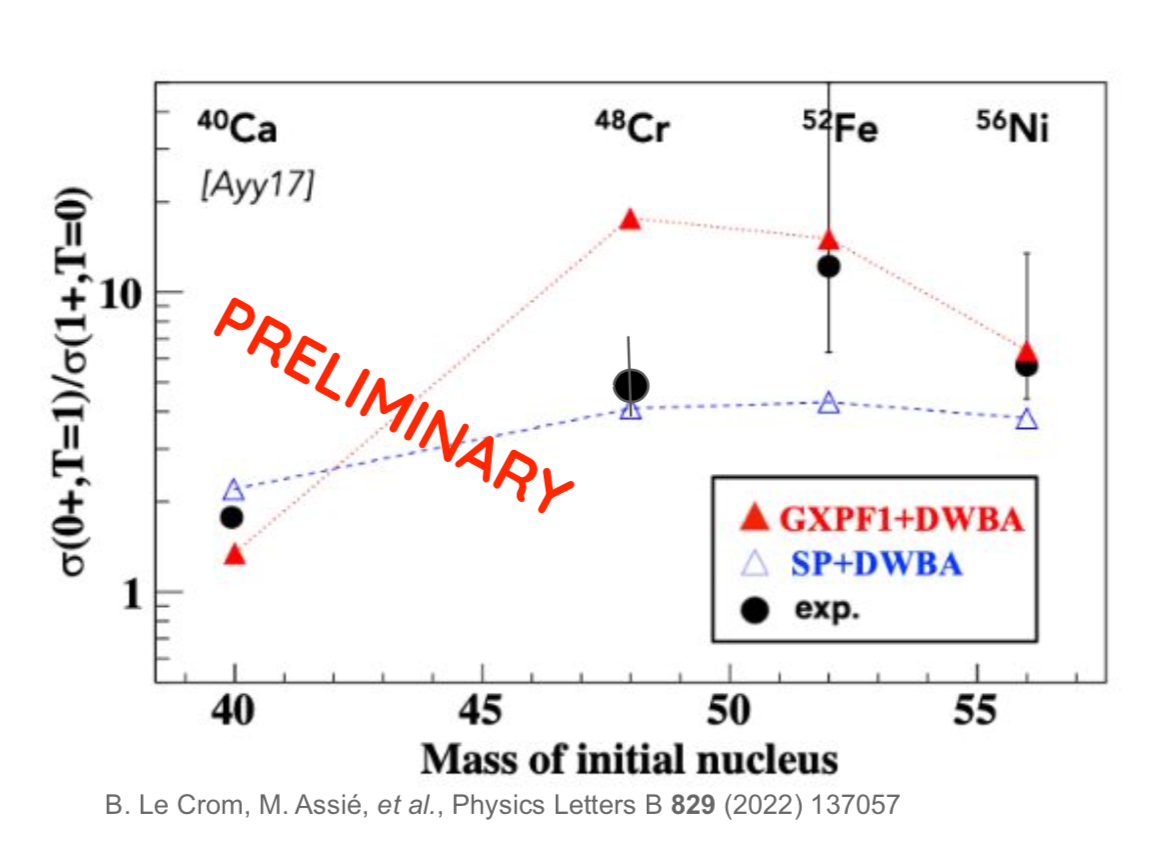 ⁴⁰Ca ⁴⁸Cr ⁵²Fe ⁵⁶Ni
[Ayy17]
σ(0+,T=1)/σ(1+,T=0)
10
1
PRELIMINARY
GXPF1+DWBA
SP+DWBA
exp.
40 45 50 55
Mass of initial nucleus
B. Le Crom, M. Assié, et al., Physics Letters B 829 (2022) 137057